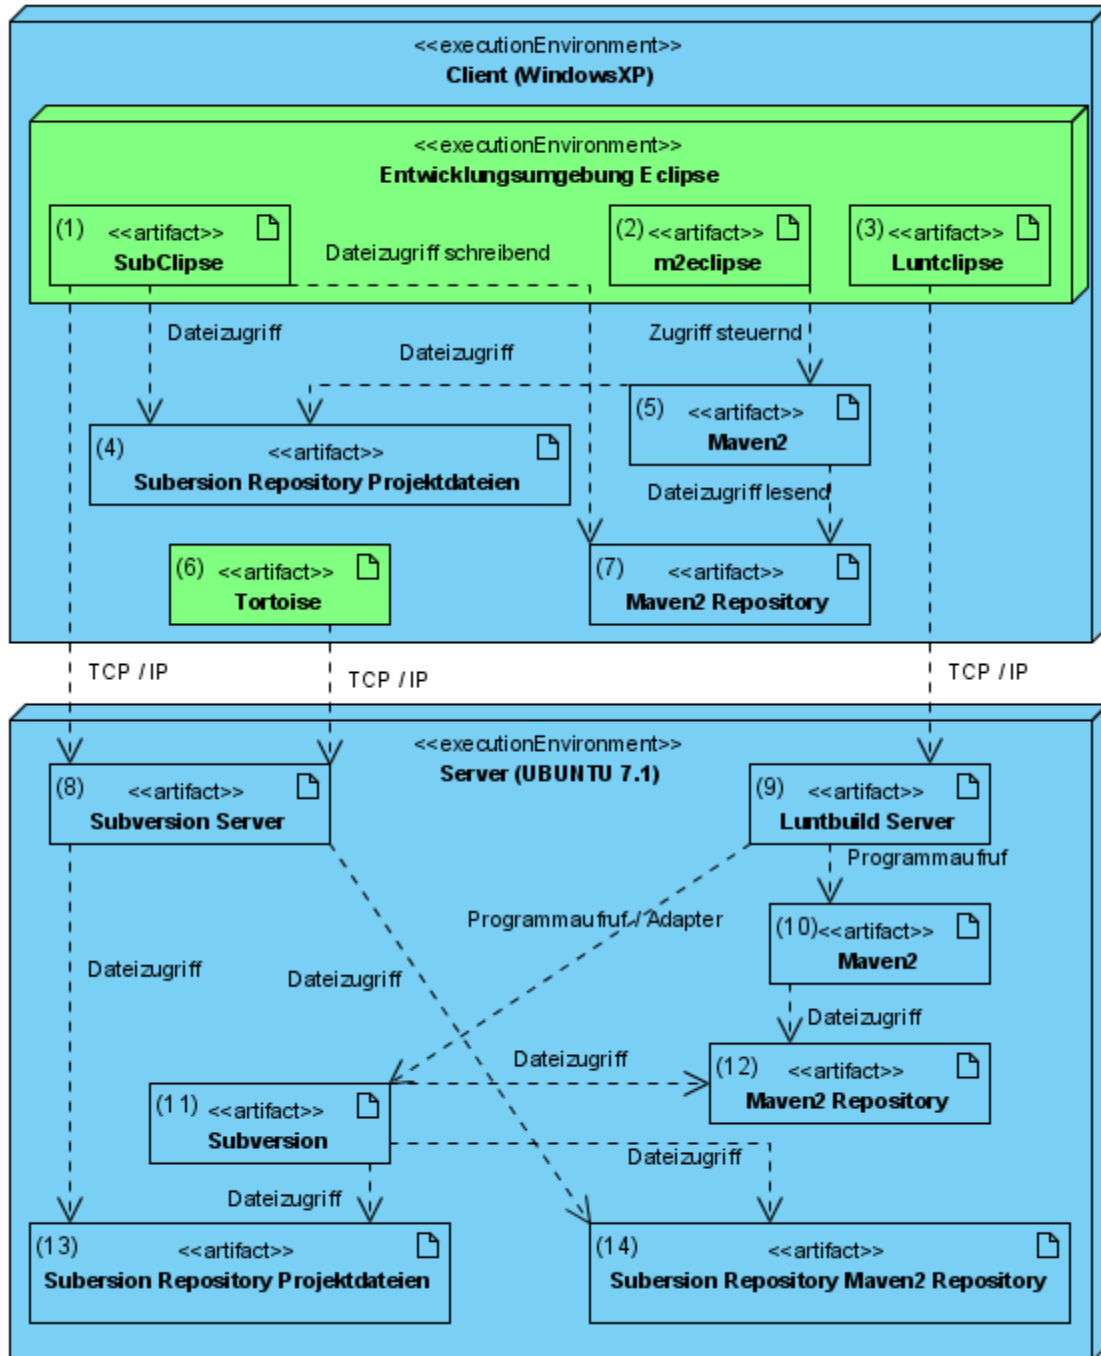 <<executionEnvironment>>
Client (WindowsXP)
<<executionEnvironment>>
Entwicklungsumgebung Eclipse
(1) <<artifact>>
SubClipse
Dateizugriff schreibend
(2) <<artifact>>
m2eclipse
(3) <<artifact>>
Luntclipse
Dateizugriff
Dateizugriff
Zugriff steuernd
(4) <<artifact>>
Subersion Repository Projektdateien
(5) <<artifact>>
Maven2
Dateizugriff lesend
(6) <<artifact>>
Tortoise
(7) <<artifact>>
Maven2 Repository
TCP / IP
TCP / IP
TCP / IP
<<executionEnvironment>>
Server (UBUNTU 7.1)
(8) <<artifact>>
Subversion Server
(9) <<artifact>>
Luntbuild Server
Programmaufruf
Programmaufruf / Adapter
(10) <<artifact>>
Maven2
Dateizugriff
Dateizugriff
Dateizugriff
Dateizugriff
(11) <<artifact>>
Subversion
(12) <<artifact>>
Maven2 Repository
Dateizugriff
Dateizugriff
(13) <<artifact>>
Subersion Repository Projektdateien
(14) <<artifact>>
Subersion Repository Maven2 Repository